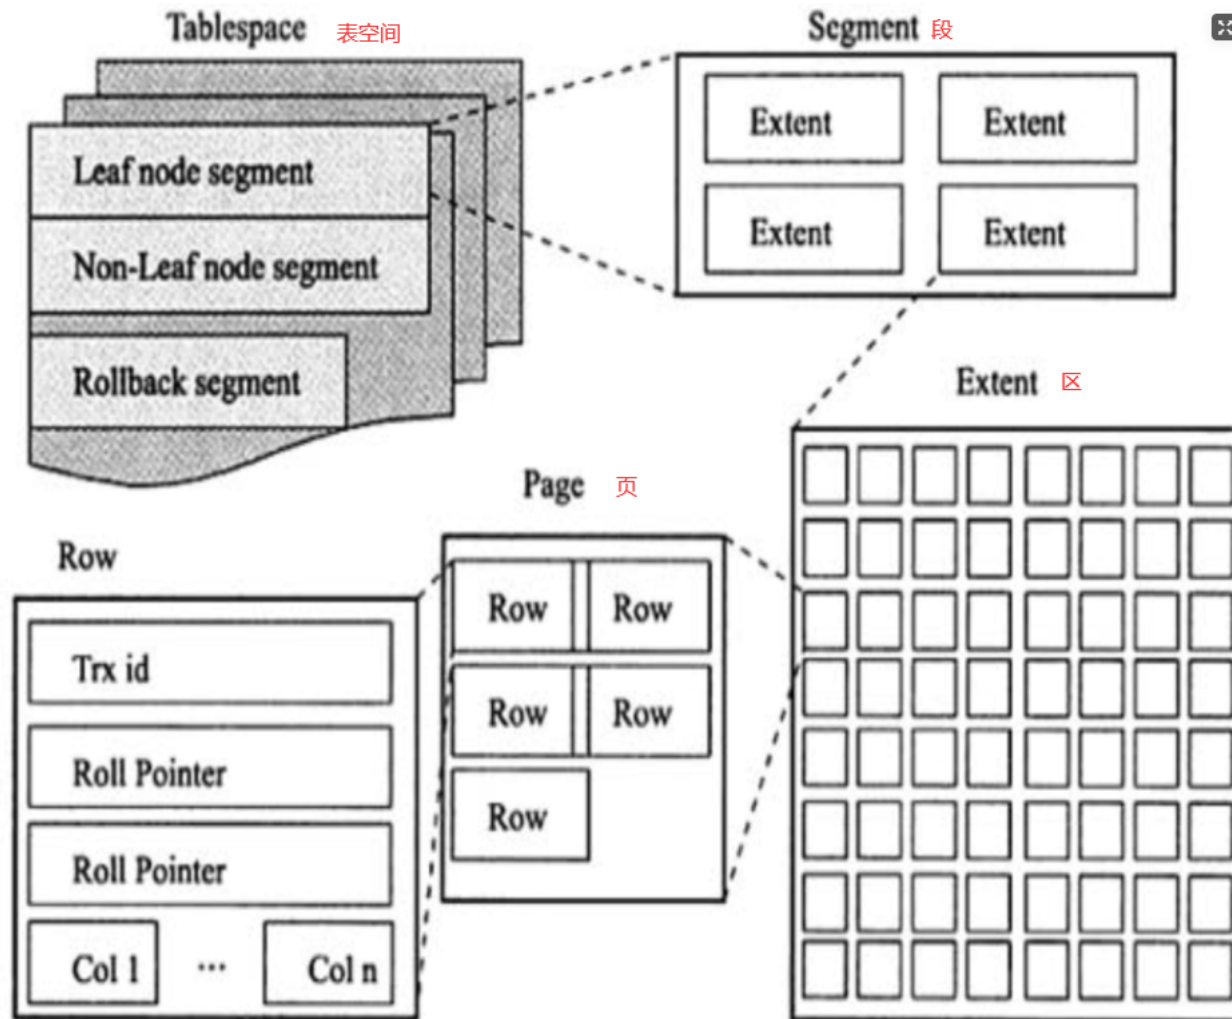 Tablespace 表空间
Segment 段
Leaf node segment
Non-Leaf node segment
Rollback segment
Extent Extent
Extent Extent
Extent 区
Page 页
Row Row
Row Row
Row
Row
Trx id
Roll Pointer
Roll Pointer
Col 1 ... Col n